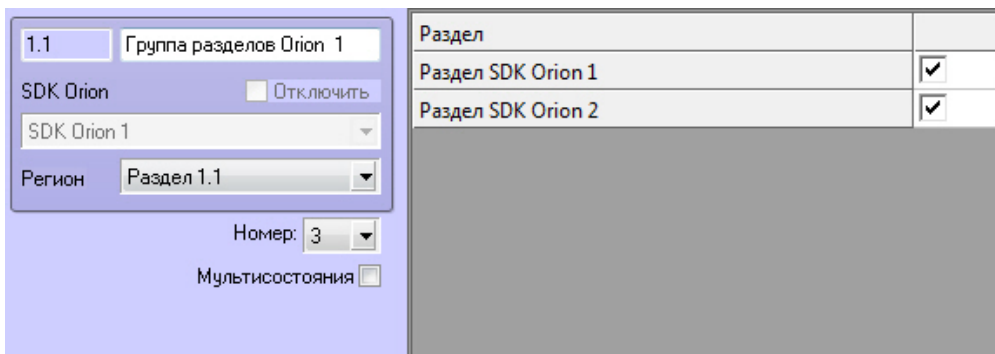 1.1 Группа разделов Orion 1
SDK Orion Отключить
SDK Orion 1
Регион Раздел 1.1
Номер: 3
Мультисостояния
Раздел
Раздел SDK Orion 1
Раздел SDK Orion 2